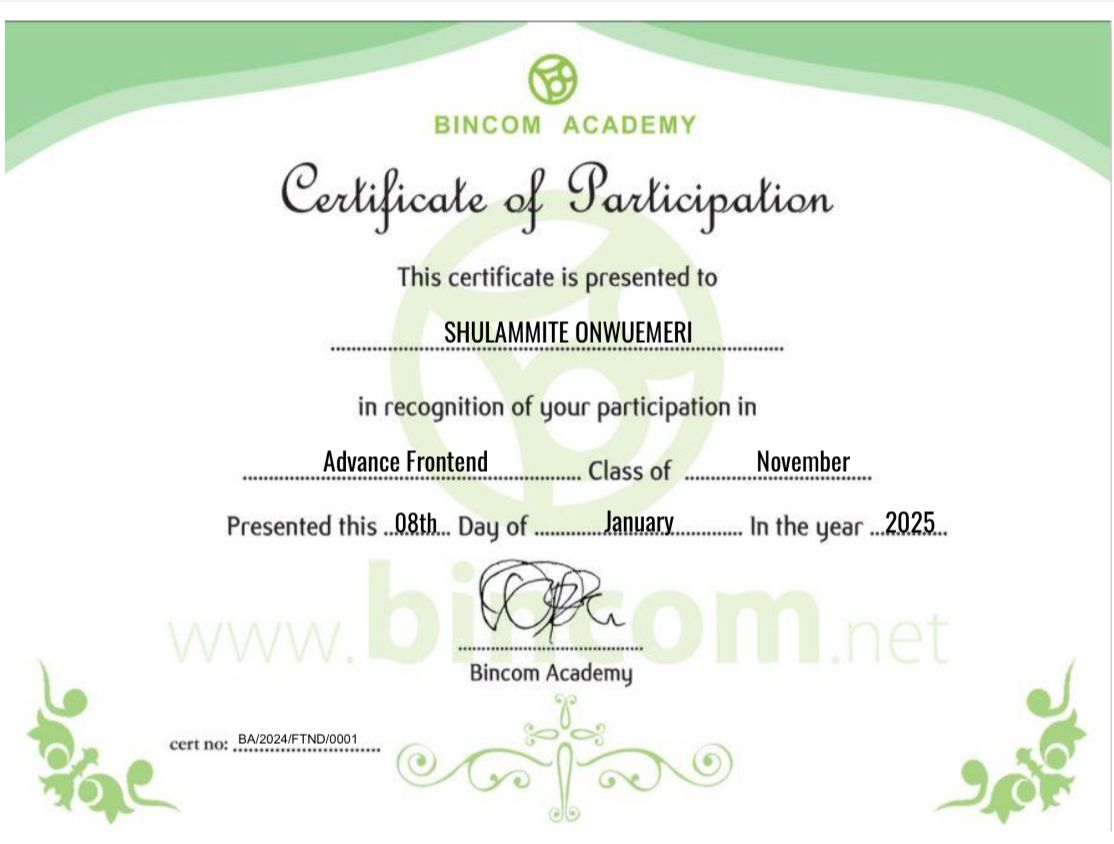 BINCOM ACADEMY
Certificate of Participation
This certificate is presented to
SHULAMMITE ONWUEMERI
in recognition of your participation in
Advance Frontend Class of November
Presented this 08th Day of January In the year 2025
www.bincom.net
Bincom Academy
cert no: BA/2024/FTND/0001